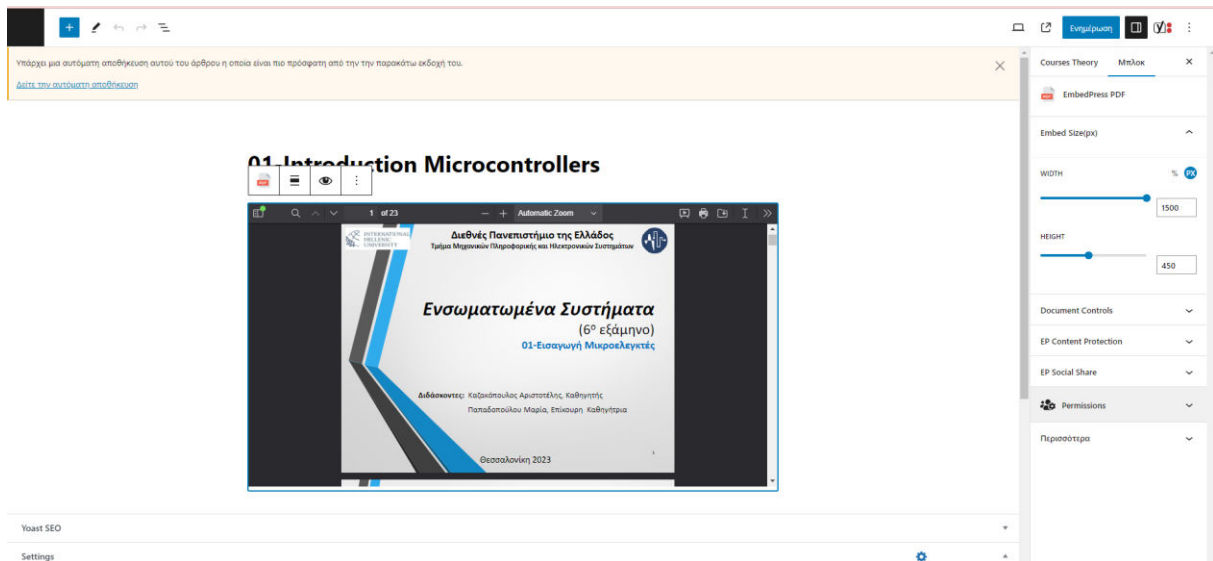 Ενημέρωση
Υπάρχει μια αυτόματη αποθήκευση αυτού του άρθρου η οποία είναι πιο πρόσφατη από την την παρακάτω εκδοχή του.
Δείτε την αυτόματη αποθήκευση
01-Introduction Microcontrollers
1 of 23
Automatic Zoom
INTERNATIONAL
HELLENIC
UNIVERSITY
Διεθνές Πανεπιστήμιο της Ελλάδος
Τμήμα Μηχανικών Πληροφορικής και Ηλεκτρονικών Συστημάτων
Ενσωματωμένα Συστήματα
(6º εξάμηνο)
01-Εισαγωγή Μικροελεγκτές
Διδάσκοντες: Καζακόπουλος Αριστοτέλης, Καθηγητής
Παπαδοπούλου Μαρία, Επίκουρη Καθηγήτρια
Θεσσαλονίκη 2023
1
Yoast SEO
Settings
Courses Theory Μπλοκ
EmbedPress PDF
Embed Size(px)
WIDTH % PX
1500
HEIGHT
450
Document Controls
EP Content Protection
EP Social Share
Permissions
Περισσότερα